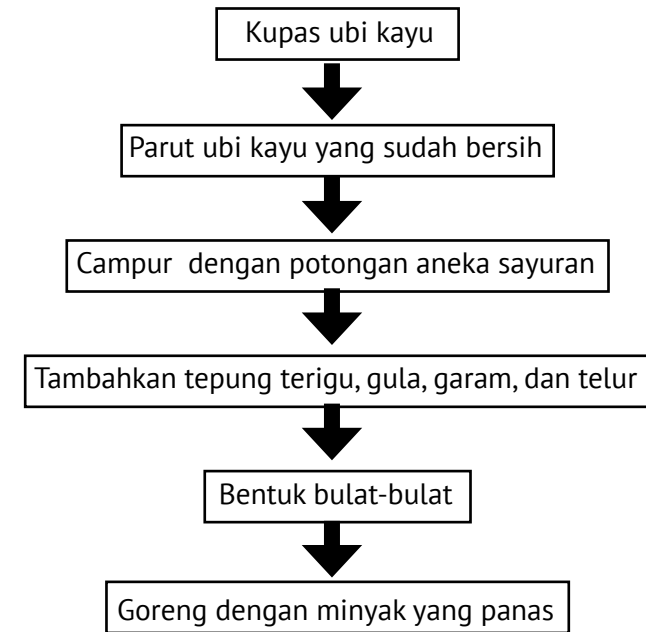 Kupas ubi kayu
Parut ubi kayu yang sudah bersih
Campur dengan potongan aneka sayuran
Tambahkan tepung terigu, gula, garam, dan telur
Bentuk bulat-bulat
Goreng dengan minyak yang panas